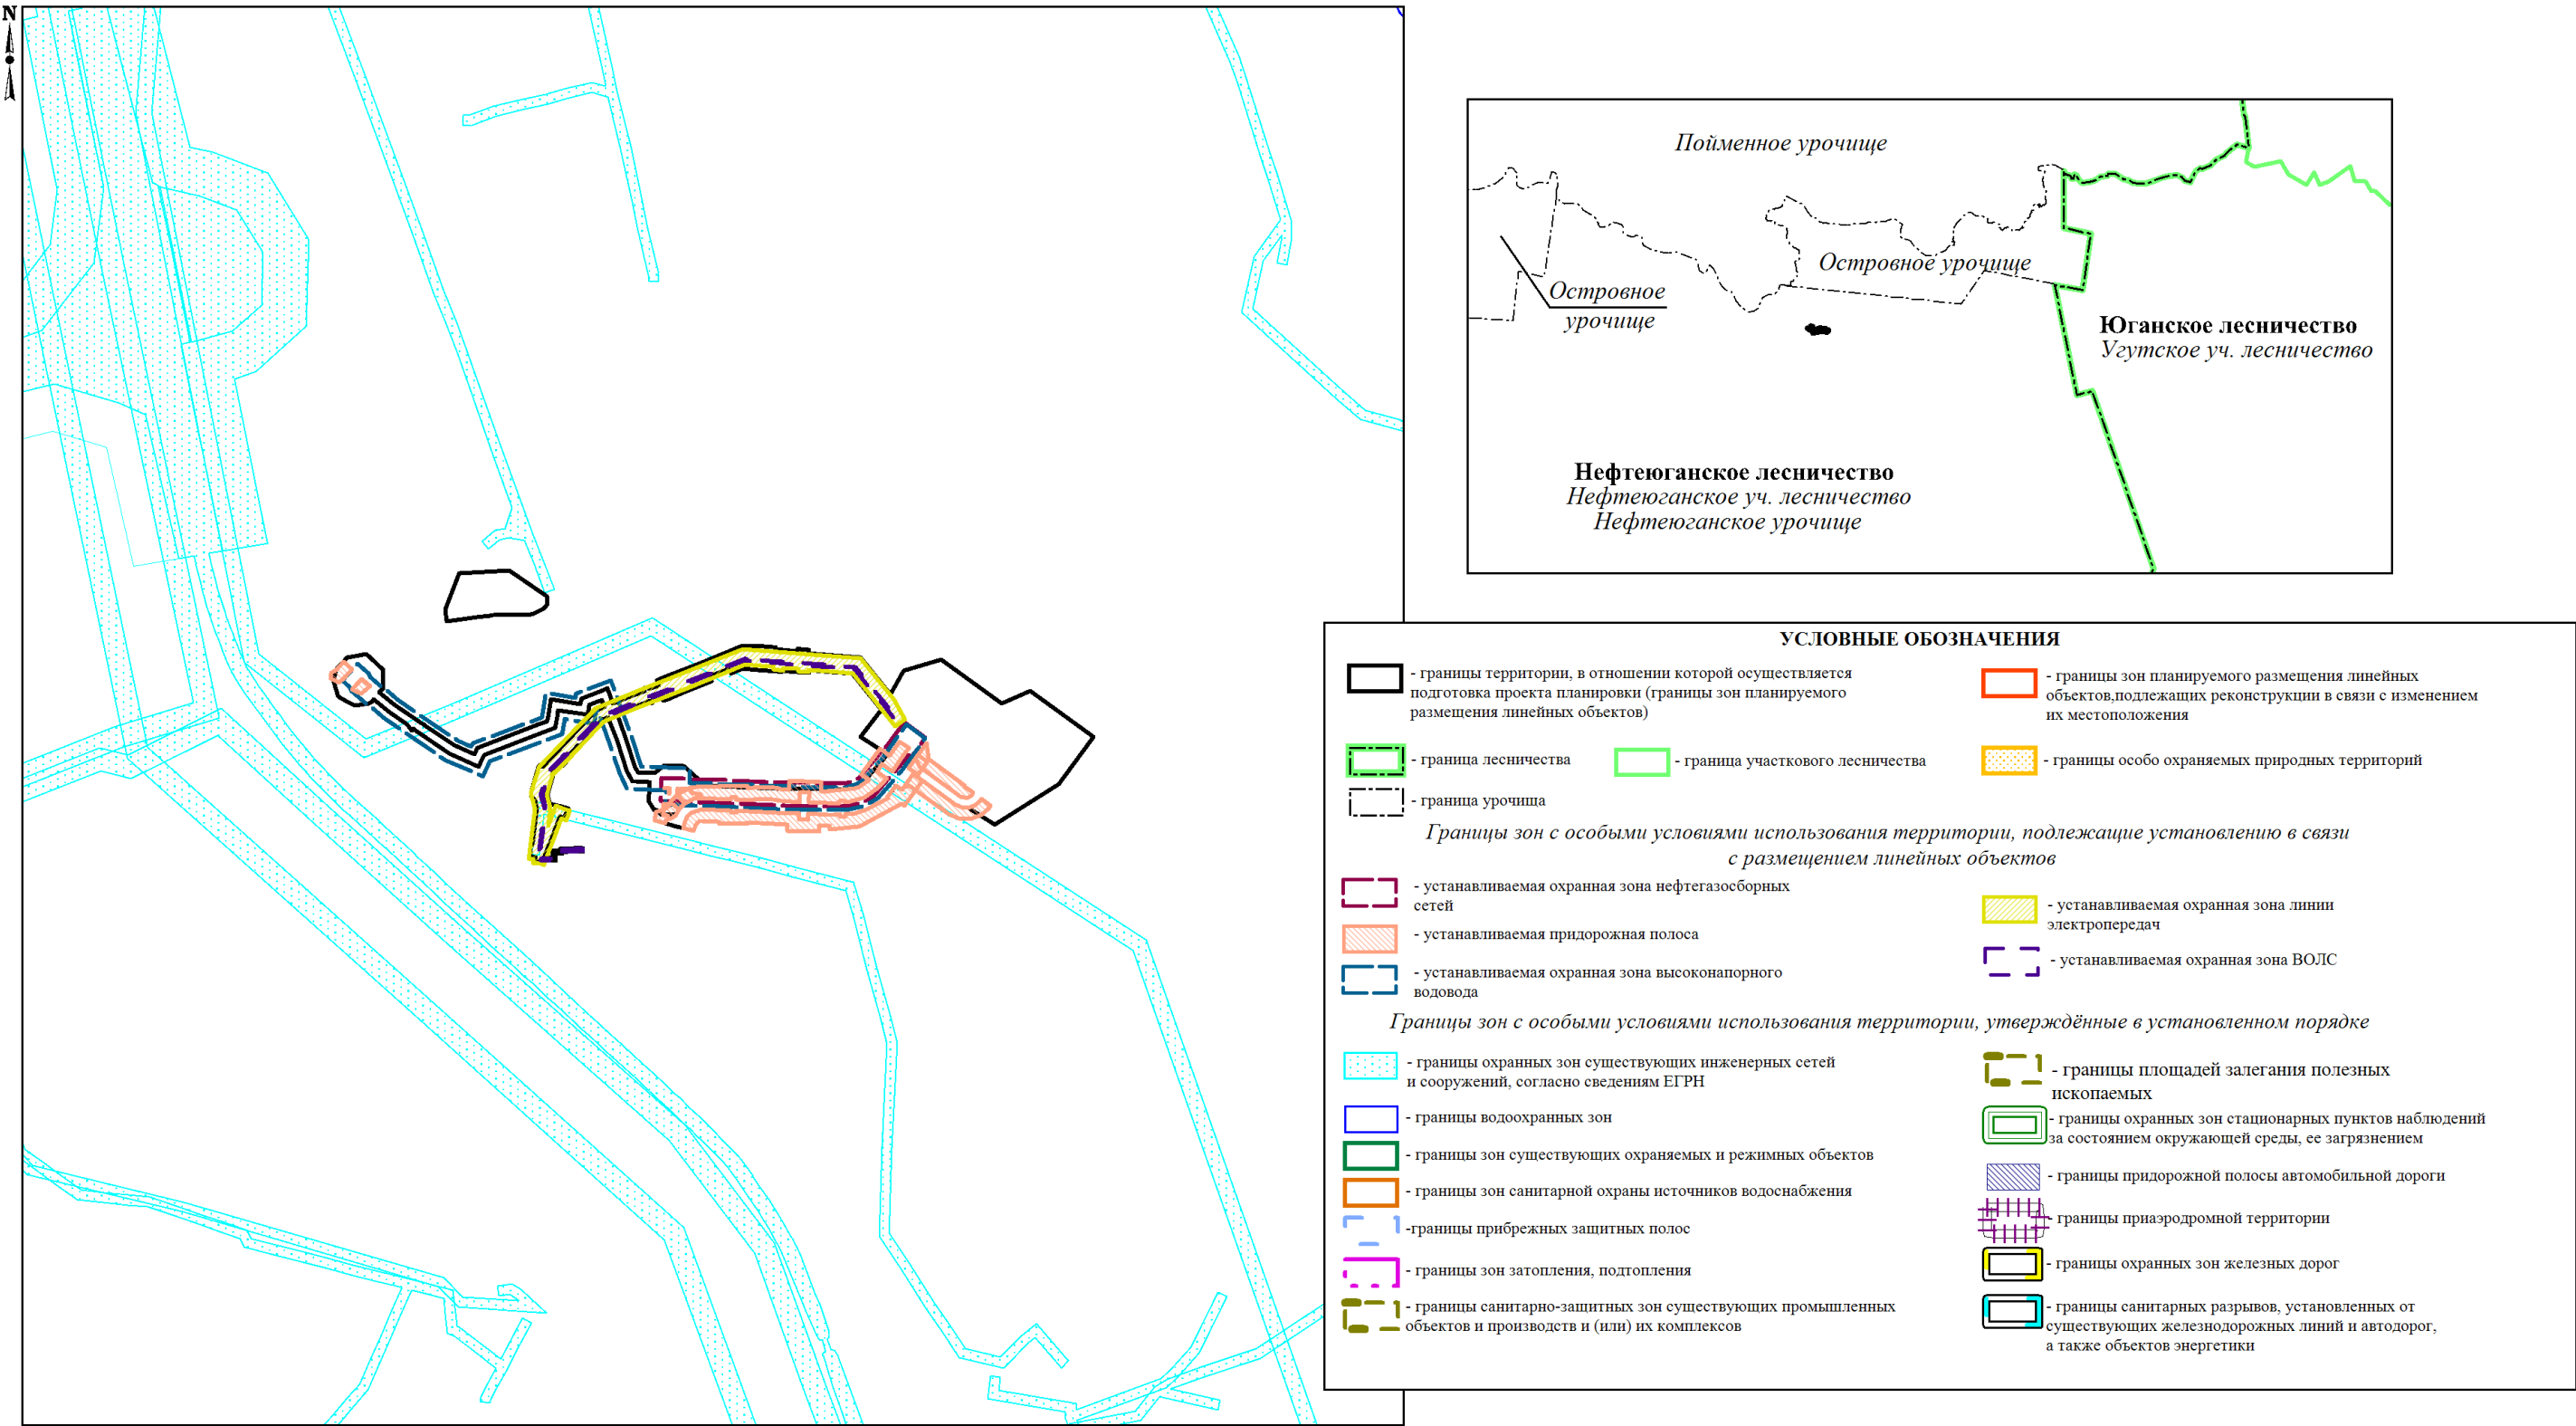 N
Пойменное урочище
Островное урочище
Островное
урочище
Юганское лесничество
Угутское уч. лесничество
Нефтеюганское лесничество
Нефтеюганское уч. лесничество
Нефтеюганское урочище
УСЛОВНЫЕ ОБОЗНАЧЕНИЯ
- границы территории, в отношении которой осуществляется
подготовка проекта планировки (границы зон планируемого
размещения линейных объектов)
- границы зон планируемого размещения линейных
объектов,подлежащих реконструкции в связи с изменением
их местоположения
- граница лесничества
- граница участкового лесничества
- границы особо охраняемых природных территорий
- граница урочища
Границы зон с особыми условиями использования территории, подлежащие установлению в связи
с размещением линейных объектов
- устанавливаемая охранная зона нефтегазосборных
сетей
- устанавливаемая охранная зона линии
электропередач
- устанавливаемая придорожная полоса
- устанавливаемая охранная зона ВОЛС
- устанавливаемая охранная зона высоконапорного
водовода
Границы зон с особыми условиями использования территории, утверждённые в установленном порядке
- границы охранных зон существующих инженерных сетей
и сооружений, согласно сведениям ЕГРН
- границы площадей залегания полезных
ископаемых
- границы водоохранных зон
- границы охранных зон стационарных пунктов наблюдений
за состоянием окружающей среды, ее загрязнением
- границы зон существующих охраняемых и режимных объектов
- границы придорожной полосы автомобильной дороги
- границы зон санитарной охраны источников водоснабжения
- границы приаэродромной территории
-границы прибрежных защитных полос
- границы охранных зон железных дорог
- границы зон затопления, подтопления
- границы санитарно-защитных зон существующих промышленных
объектов и производств и (или) их комплексов
- границы санитарных разрывов, установленных от
существующих железнодорожных линий и автодорог,
а также объектов энергетики